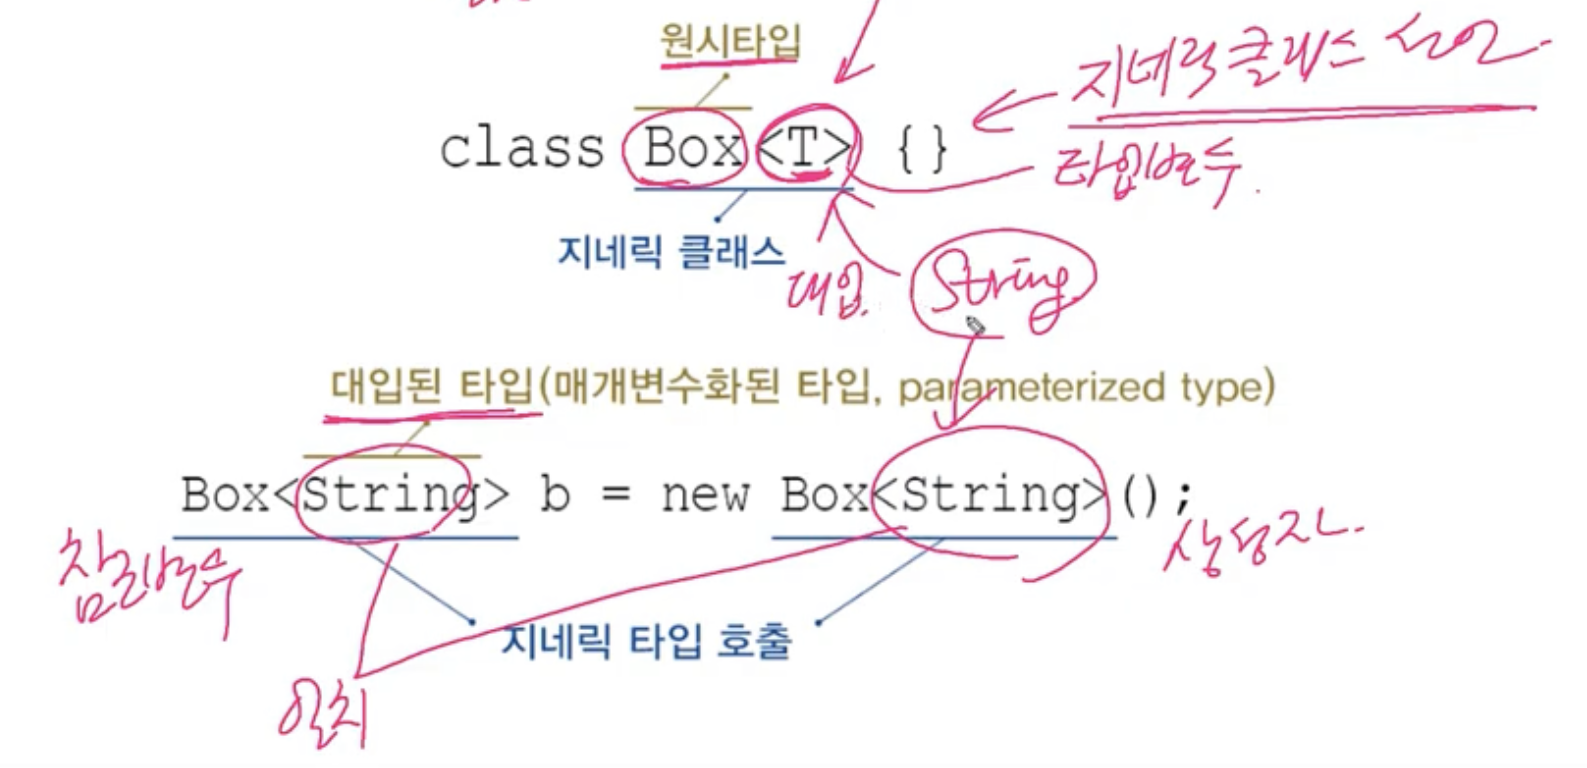 원시타입
지네릭클래스 선언.
class Box<T> {}
타입변수.
지네릭 클래스
대입.
String
대입된 타입(매개변수화된 타입, parameterized type)
Box<String> b = new Box<String>();
참조변수
생성자.
지네릭 타입 호출
일치